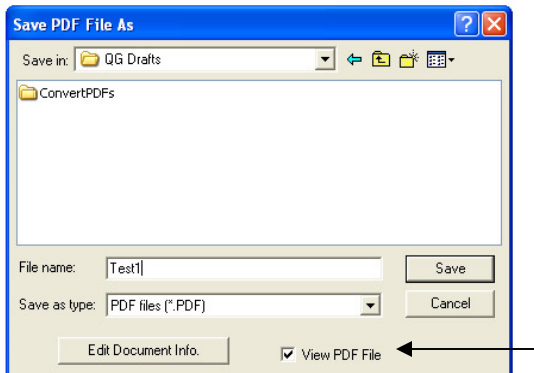 Save PDF File As
Save in: QG Drafts
ConvertPDFs
File name: Test1
Save
Save as type: PDF files (*.PDF)
Cancel
Edit Document Info.
View PDF File